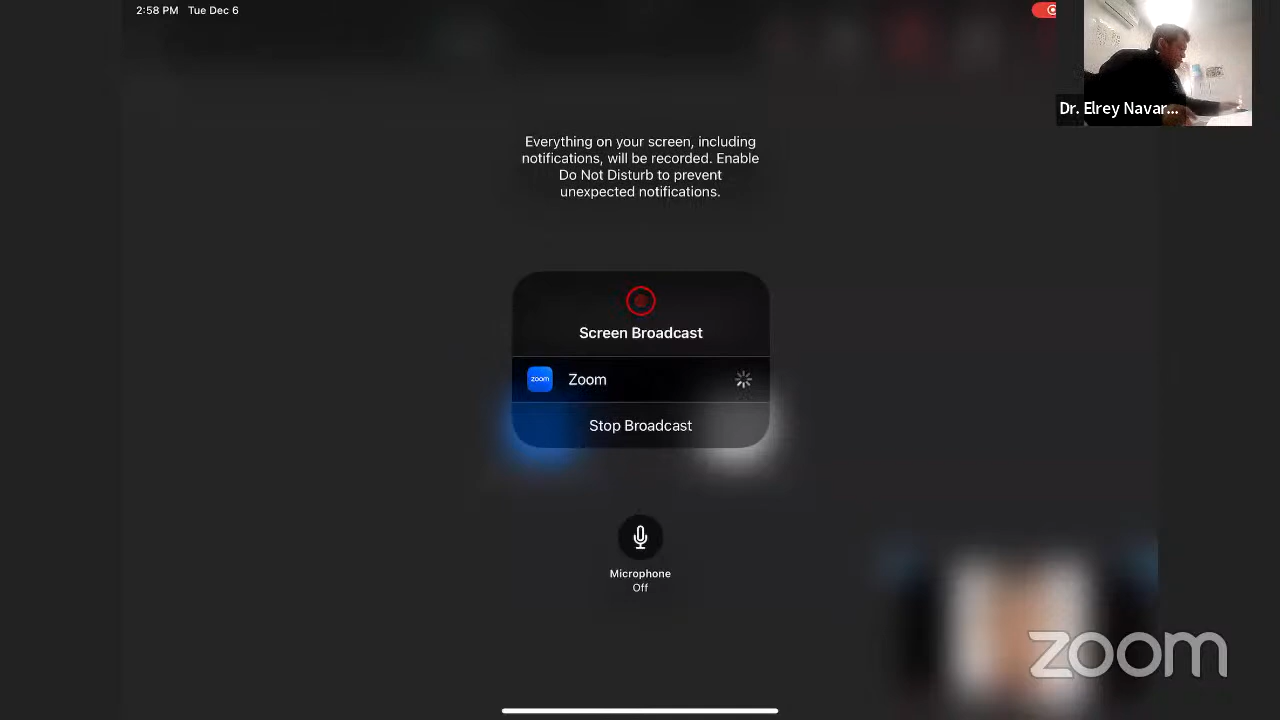 2:58 PM Tue Dec 6
Dr. Elrey Navar...
Everything on your screen, including
notifications, will be recorded. Enable
Do Not Disturb to prevent
unexpected notifications.
Screen Broadcast
zoom Zoom
Stop Broadcast
Microphone
Off
zoom